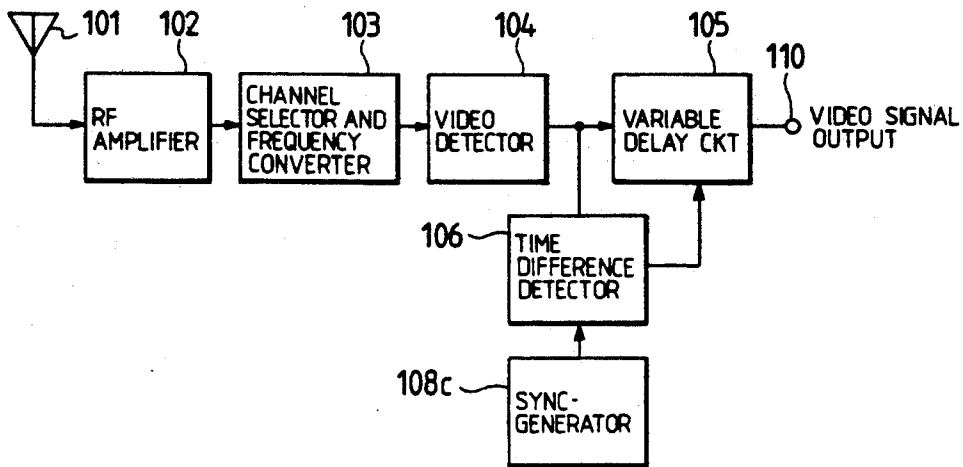 101
102
103
104
105
110
RF
AMPLIFIER
CHANNEL
SELECTOR AND
FREQUENCY
CONVERTER
VIDEO
DETECTOR
VARIABLE
DELAY CKT
VIDEO SIGNAL
OUTPUT
106
TIME
DIFFERENCE
DETECTOR
108c
SYNC-
GENERATOR